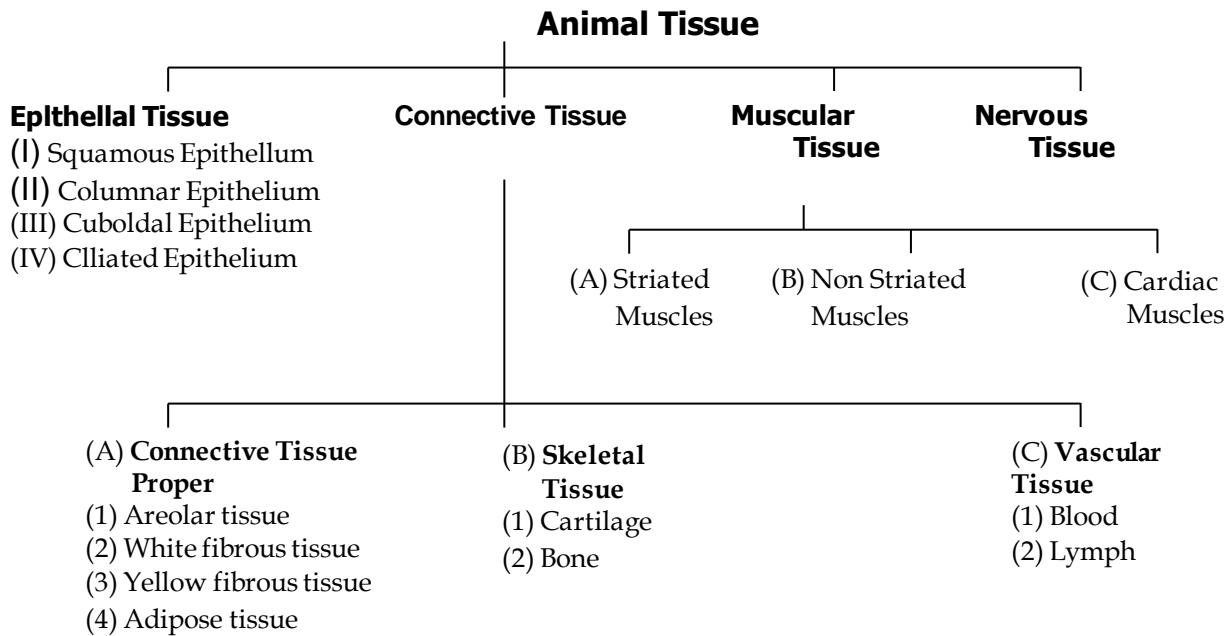 Animal Tissue
Eplthellal Tissue
(I) Squamous Epithellum
(II) Columnar Epithelium
(III) Cuboldal Epithelium
(IV) Clliated Epithelium
Connective Tissue
Muscular
Tissue
Nervous
Tissue
(A) Striated
Muscles
(B) Non Striated
Muscles
(C) Cardiac
Muscles
(A) Connective Tissue
Proper
(1) Areolar tissue
(2) White fibrous tissue
(3) Yellow fibrous tissue
(4) Adipose tissue
(B) Skeletal
Tissue
(1) Cartilage
(2) Bone
(C) Vascular
Tissue
(1) Blood
(2) Lymph